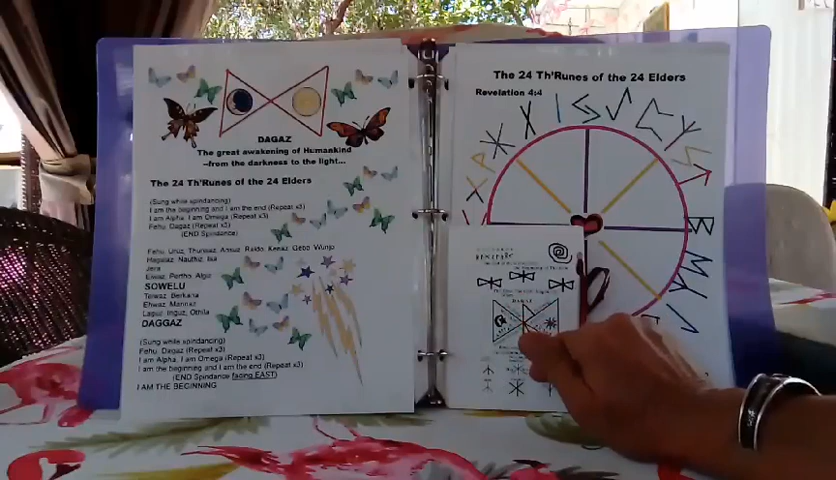 DAGAZ
The great awakening of Humankind
~from the darkness to the light...
The 24 Th'Runes of the 24 Elders
(Sung while spindancing)
I am the beginning and I am the end (Repeat x3)
I am Alpha, I am Omega (Repeat x3)
Fehu, Dagaz (Repeat x3)
(END Spindance)
Fehu, Uruz, Thurisaz, Ansuz, Raido, Kenaz, Gebo, Wunjo
Hagalaz, Nauthiz, Isa
Jera
Eiwaz, Pertho, Algiz
SOWELU
Teiwaz, Berkana
Ehwaz, Mannaz
Laguz, Inguz, Othila
DAGGAZ
(Sung while spindancing)
Fehu, Dagaz (Repeat x3)
I am Alpha, I am Omega (Repeat x3)
I am the beginning and I am the end (Repeat x3)
(END Spindance facing EAST)
I AM THE BEGINNING
The 24 Th'Runes of the 24 Elders
Revelation 4:4